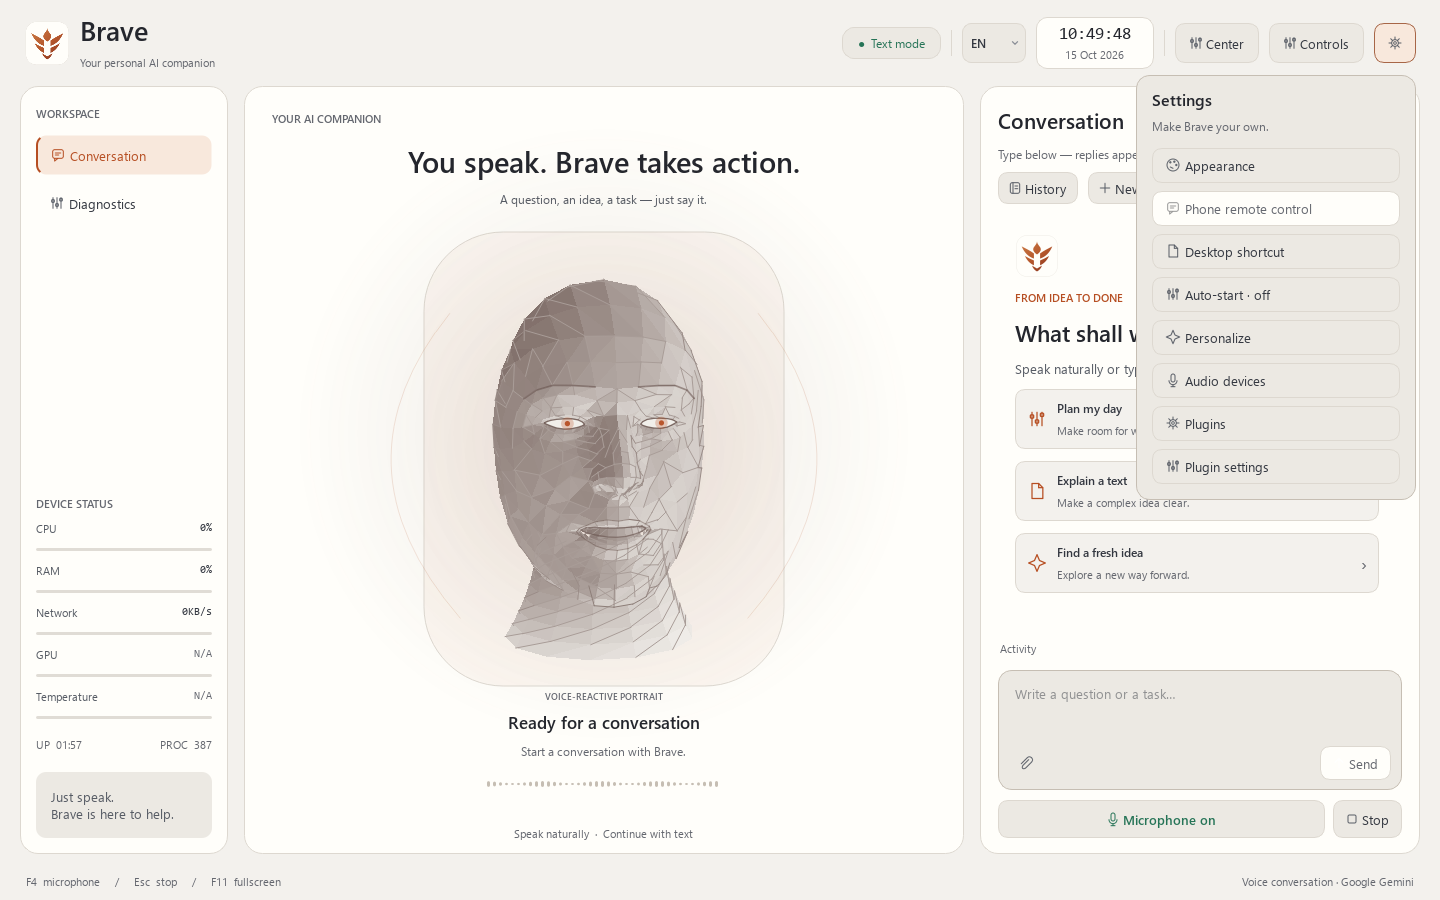 Brave
Your personal AI companion
Text mode
EN
10:49:48
15 Oct 2026
Center
Controls
WORKSPACE
Conversation
Diagnostics
DEVICE STATUS
CPU 0%
RAM 0%
Network 0KB/s
GPU N/A
Temperature N/A
UP 01:57 PROC 387
Just speak.
Brave is here to help.
YOUR AI COMPANION
You speak. Brave takes action.
A question, an idea, a task — just say it.
VOICE-REACTIVE PORTRAIT
Ready for a conversation
Start a conversation with Brave.
Speak naturally · Continue with text
Conversation
Type below — replies
History
FROM IDEA TO DONE
What shall
Speak naturally or
Plan my day
Make room for
Explain a text
Make a complex idea clear.
Find a fresh idea
Explore a new way forward.
Activity
Write a question or a task...
Send
Microphone on
Stop
Settings
Make Brave your own.
Appearance
Phone remote control
Desktop shortcut
Auto-start · off
Personalize
Audio devices
Plugins
Plugin settings
F4 microphone / Esc stop / F11 fullscreen
Voice conversation · Google Gemini